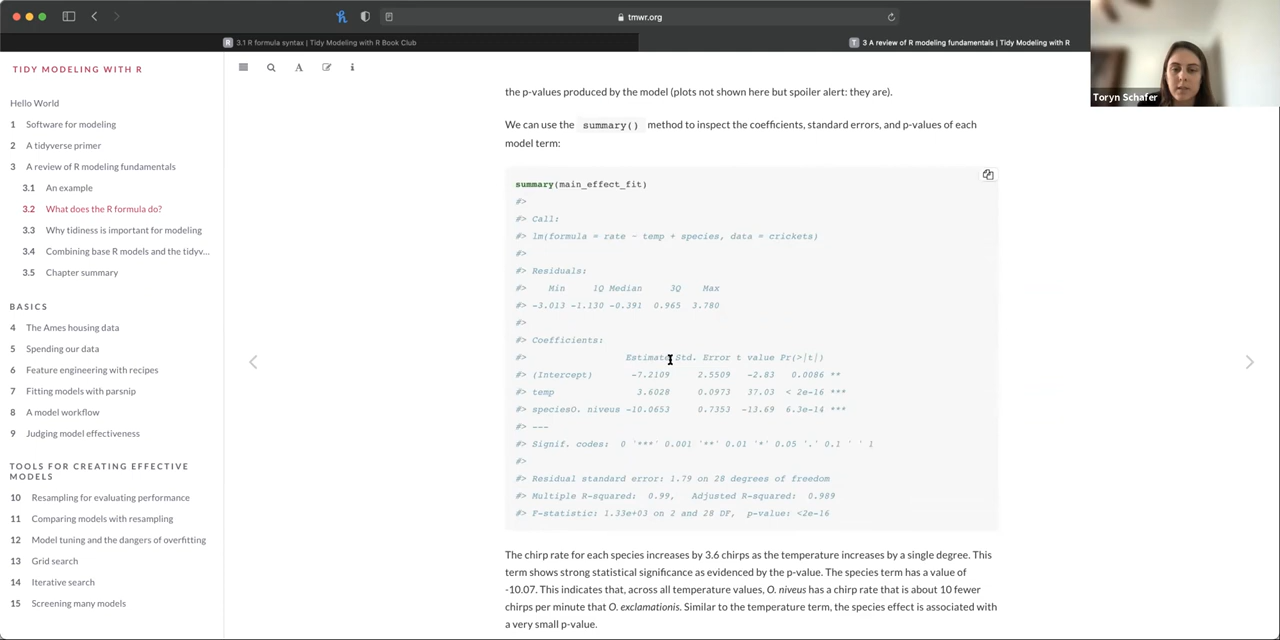 tmwr.org
3.1 R formula syntax | Tidy Modeling with R Book Club
3 A review of R modeling fundamentals | Tidy Modeling with R
Toryn Schafer
TIDY MODELING WITH R
Hello World
1 Software for modeling
2 A tidyverse primer
3 A review of R modeling fundamentals
3.1 An example
3.2 What does the R formula do?
3.3 Why tidiness is important for modeling
3.4 Combining base R models and the tidyv...
3.5 Chapter summary
BASICS
4 The Ames housing data
5 Spending our data
6 Feature engineering with recipes
7 Fitting models with parsnip
8 A model workflow
9 Judging model effectiveness
TOOLS FOR CREATING EFFECTIVE
MODELS
10 Resampling for evaluating performance
11 Comparing models with resampling
12 Model tuning and the dangers of overfitting
13 Grid search
14 Iterative search
15 Screening many models
the p-values produced by the model (plots not shown here but spoiler alert: they are).
We can use the summary() method to inspect the coefficients, standard errors, and p-values of each
model term:
summary(main_effect_fit)
#>
#> Call:
#> lm(formula = rate ~ temp + species, data = crickets)
#>
#> Residuals:
#> Min 1Q Median 3Q Max
#> -3.013 -1.130 -0.391 0.965 3.780
#>
#> Coefficients:
#> Estimate Std. Error t value Pr(>|t|)
#> (Intercept) -7.2109 2.5509 -2.83 0.0086 **
#> temp 3.6028 0.0973 37.03 < 2e-16 ***
#> speciesO. niveus -10.0653 0.7353 -13.69 6.3e-14 ***
#> ---
#> Signif. codes: 0 '***' 0.001 '**' 0.01 '*' 0.05 '.' 0.1 ' ' 1
#>
#> Residual standard error: 1.79 on 28 degrees of freedom
#> Multiple R-squared: 0.99, Adjusted R-squared: 0.989
#> F-statistic: 1.33e+03 on 2 and 28 DF, p-value: <2e-16
The chirp rate for each species increases by 3.6 chirps as the temperature increases by a single degree. This
term shows strong statistical significance as evidenced by the p-value. The species term has a value of
-10.07. This indicates that, across all temperature values, O. niveus has a chirp rate that is about 10 fewer
chirps per minute that O. exclamationis. Similar to the temperature term, the species effect is associated with
a very small p-value.